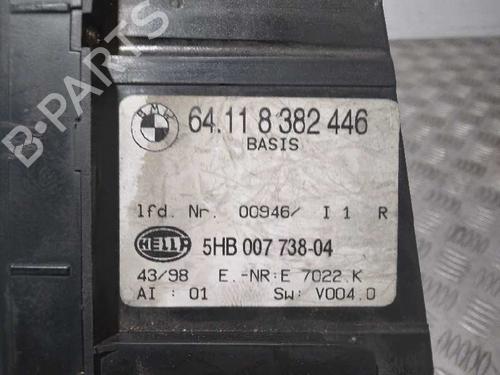 B-PARTS
BMW
64.11 8 382 446
BASIS
lfd. Nr. 00946/ I 1 R
HELLA
5HB 007 738-04
43/98 E.-NR:E 7022.K
AI : 01 Sw: V004.0